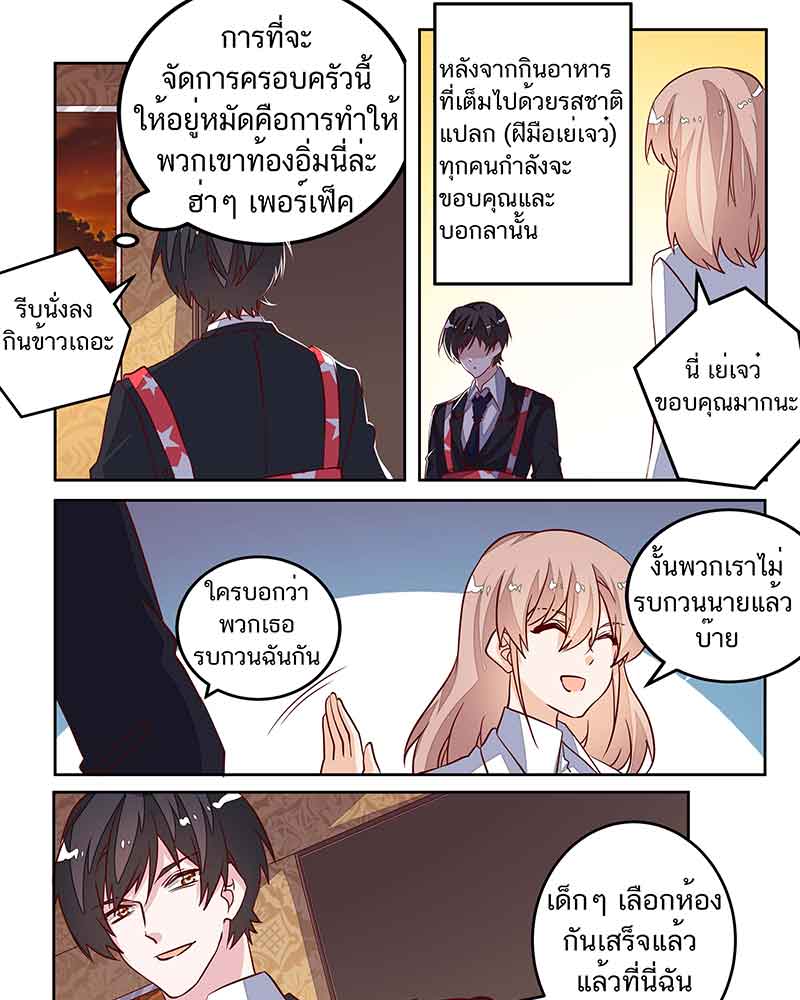 การที่จะ
จัดการครอบครัวนี้
ให้อยู่หมัดคือการทำให้
พวกเขาท้องอิ่มนี่ล่ะ
ฮ่าๆ เพอร์เฟ็ค
รีบนั่งลง
กินข้าวเถอะ
หลังจากกินอาหาร
ที่เต็มไปด้วยรสชาติ
แปลก (ฝีมือเย่เจว๋)
ทุกคนกำลังจะ
ขอบคุณและ
บอกลานั้น
นี่ เย่เจว๋
ขอบคุณมากนะ
งั้นพวกเราไม่
รบกวนนายแล้ว
บ๊าย
ใครบอกว่า
พวกเธอ
รบกวนฉันกัน
เด็กๆ เลือกห้อง
กันเสร็จแล้ว
แล้วที่นี่ฉัน